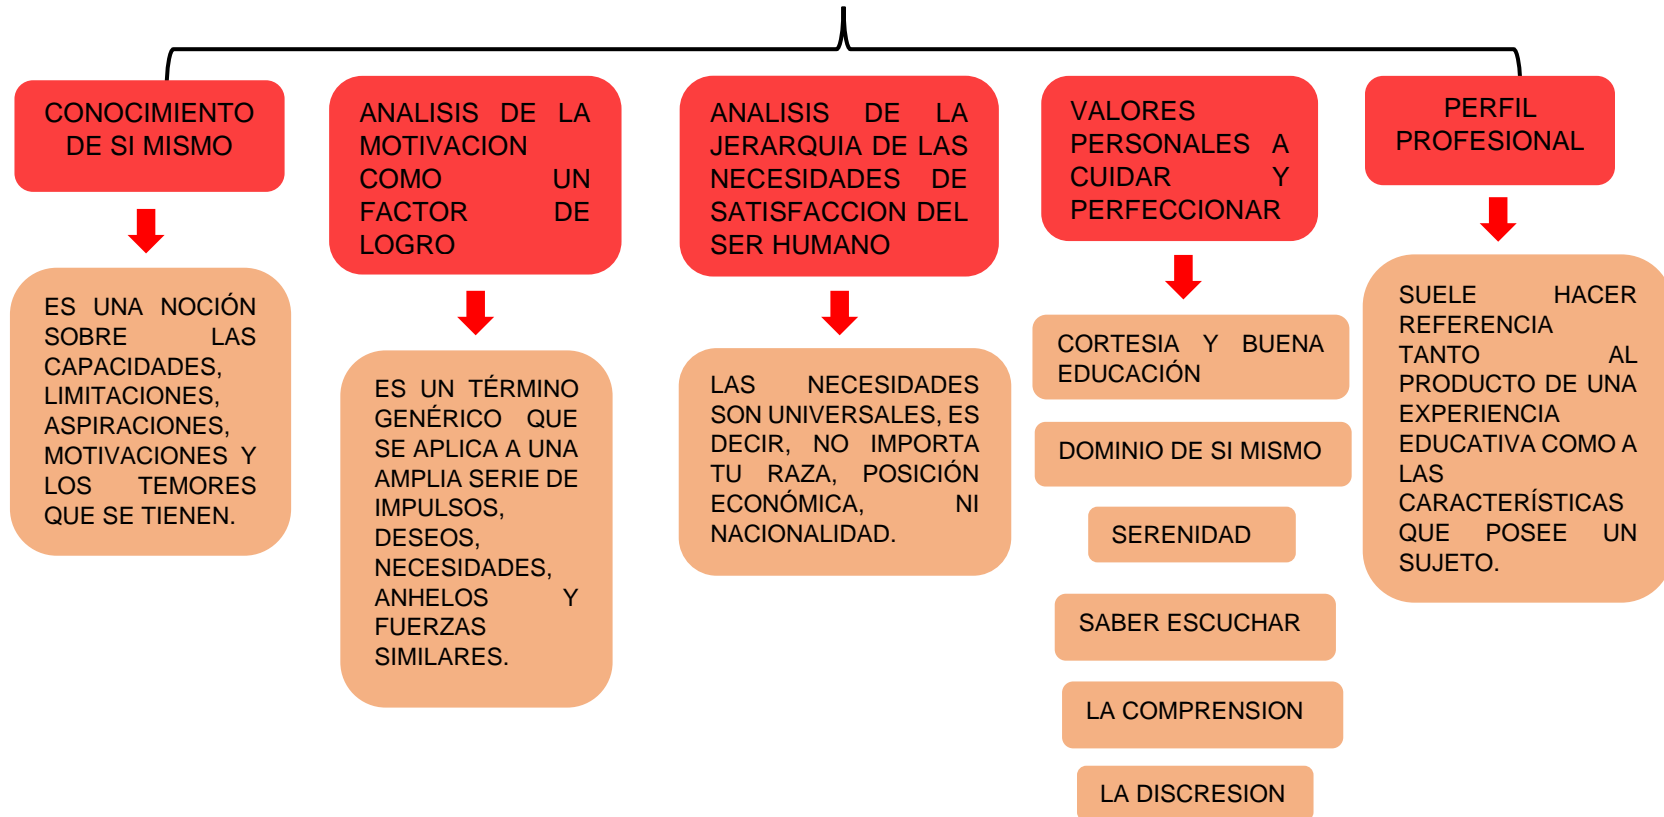 CONOCIMIENTO
DE SI MISMO
ES UNA NOCIÓN
SOBRE LAS
CAPACIDADES,
LIMITACIONES,
ASPIRACIONES,
MOTIVACIONES Y
LOS TEMORES
QUE SE TIENEN.
ANALISIS DE LA
MOTIVACION
COMO UN
FACTOR DE
LOGRO
ES UN TÉRMINO
GENÉRICO QUE
SE APLICA A UNA
AMPLIA SERIE DE
IMPULSOS,
DESEOS,
NECESIDADES,
ANHELOS Y
FUERZAS
SIMILARES.
ANALISIS DE LA
JERARQUIA DE LAS
NECESIDADES DE
SATISFACCION DEL
SER HUMANO
LAS NECESIDADES
SON UNIVERSALES, ES
DECIR, NO IMPORTA
TU RAZA, POSICIÓN
ECONÓMICA, NI
NACIONALIDAD.
VALORES
PERSONALES A
CUIDAR Y
PERFECCIONAR
CORTESIA Y BUENA
EDUCACIÓN
DOMINIO DE SI MISMO
SERENIDAD
SABER ESCUCHAR
LA COMPRENSION
LA DISCRESION
PERFIL
PROFESIONAL
SUELE HACER
REFERENCIA
TANTO AL
PRODUCTO DE UNA
EXPERIENCIA
EDUCATIVA COMO A
LAS
CARACTERÍSTICAS
QUE POSEE UN
SUJETO.